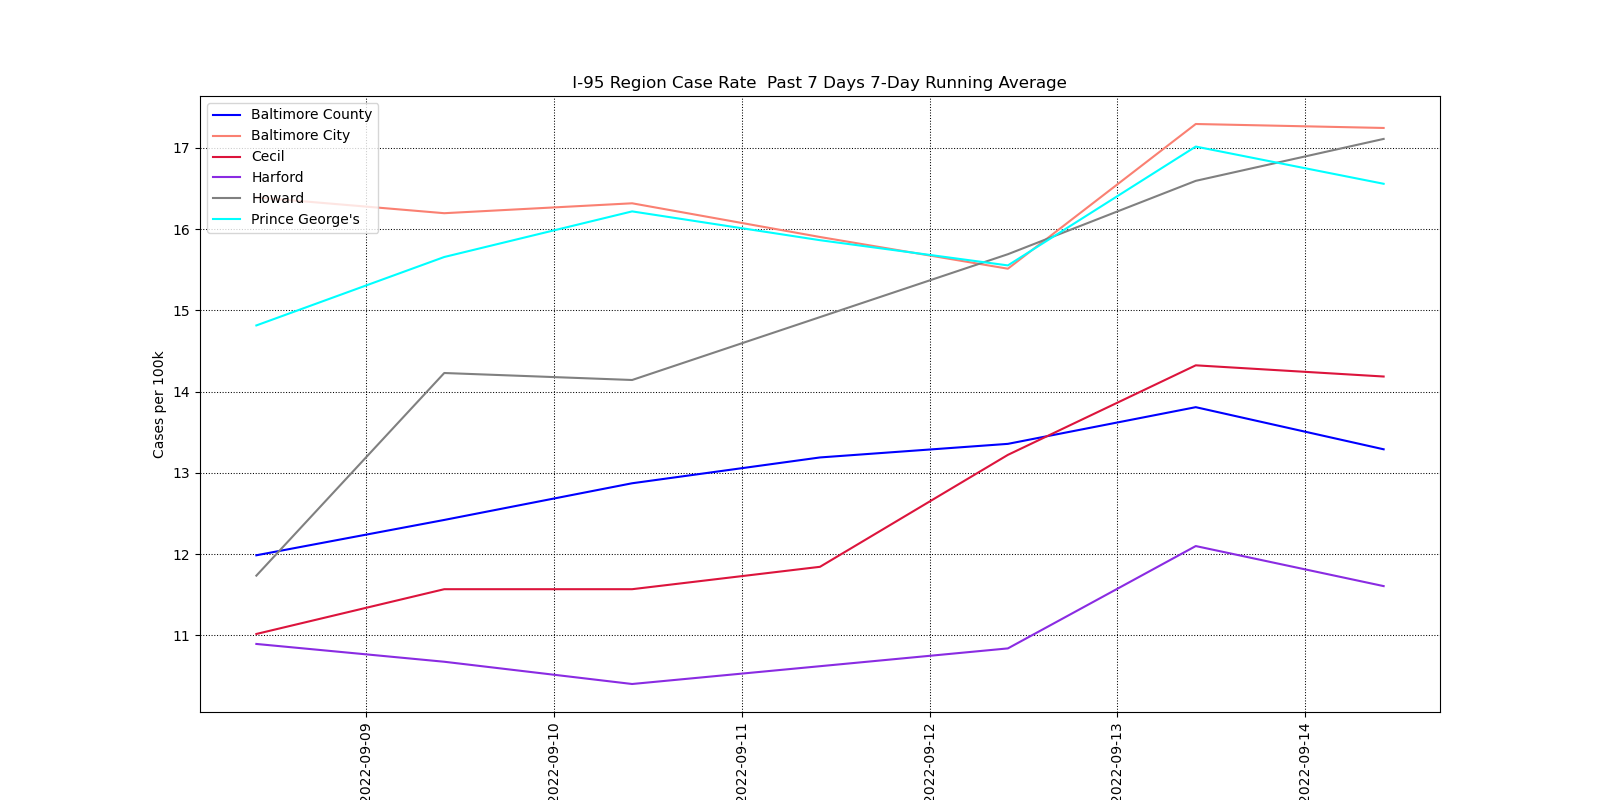 I-95 Region Case Rate  Past 7 Days 7-Day Running Average
Baltimore County
Baltimore City
Cecil
Harford
Howard
Prince George's
Cases per 100k
17
16
15
14
13
12
11
2022-09-09
2022-09-10
2022-09-11
2022-09-12
2022-09-13
2022-09-14